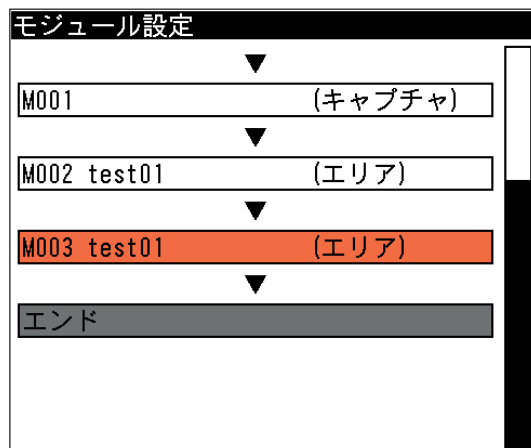 モジュール設定
▼
M001 (キャプチャ)
▼
M002 test01 (エリア)
▼
M003 test01 (エリア)
▼
エンド